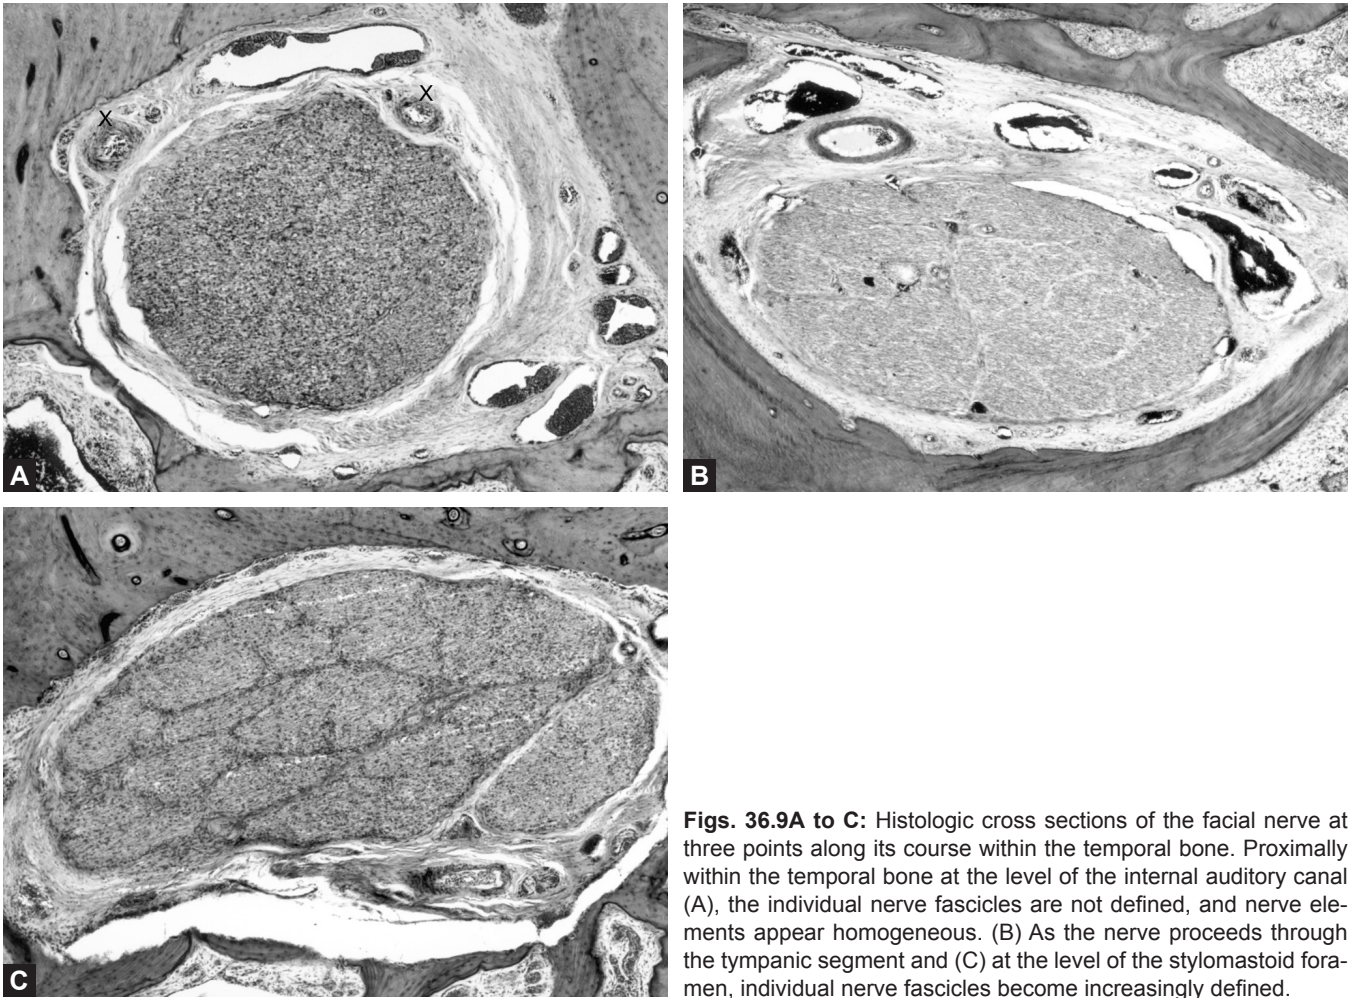 X
X
A
B
C
Figs. 36.9A to C: Histologic cross sections of the facial nerve at
three points along its course within the temporal bone. Proximally
within the temporal bone at the level of the internal auditory canal
(A), the individual nerve fascicles are not defined, and nerve ele-
ments appear homogeneous. (B) As the nerve proceeds through
the tympanic segment and (C) at the level of the stylomastoid fora-
men, individual nerve fascicles become increasingly defined.